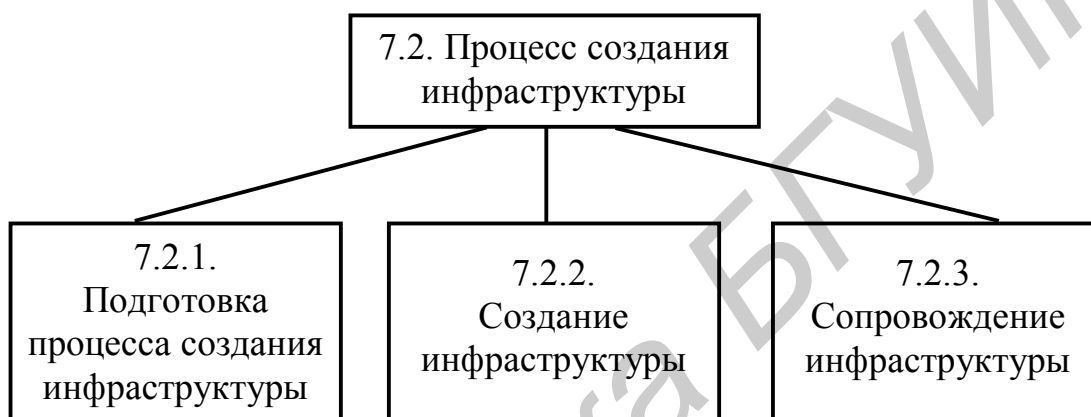 7.2. Процесс создания
инфраструктуры
7.2.1.
Подготовка
процесса создания
инфраструктуры
7.2.2.
Создание
инфраструктуры
7.2.3.
Сопровождение
инфраструктуры